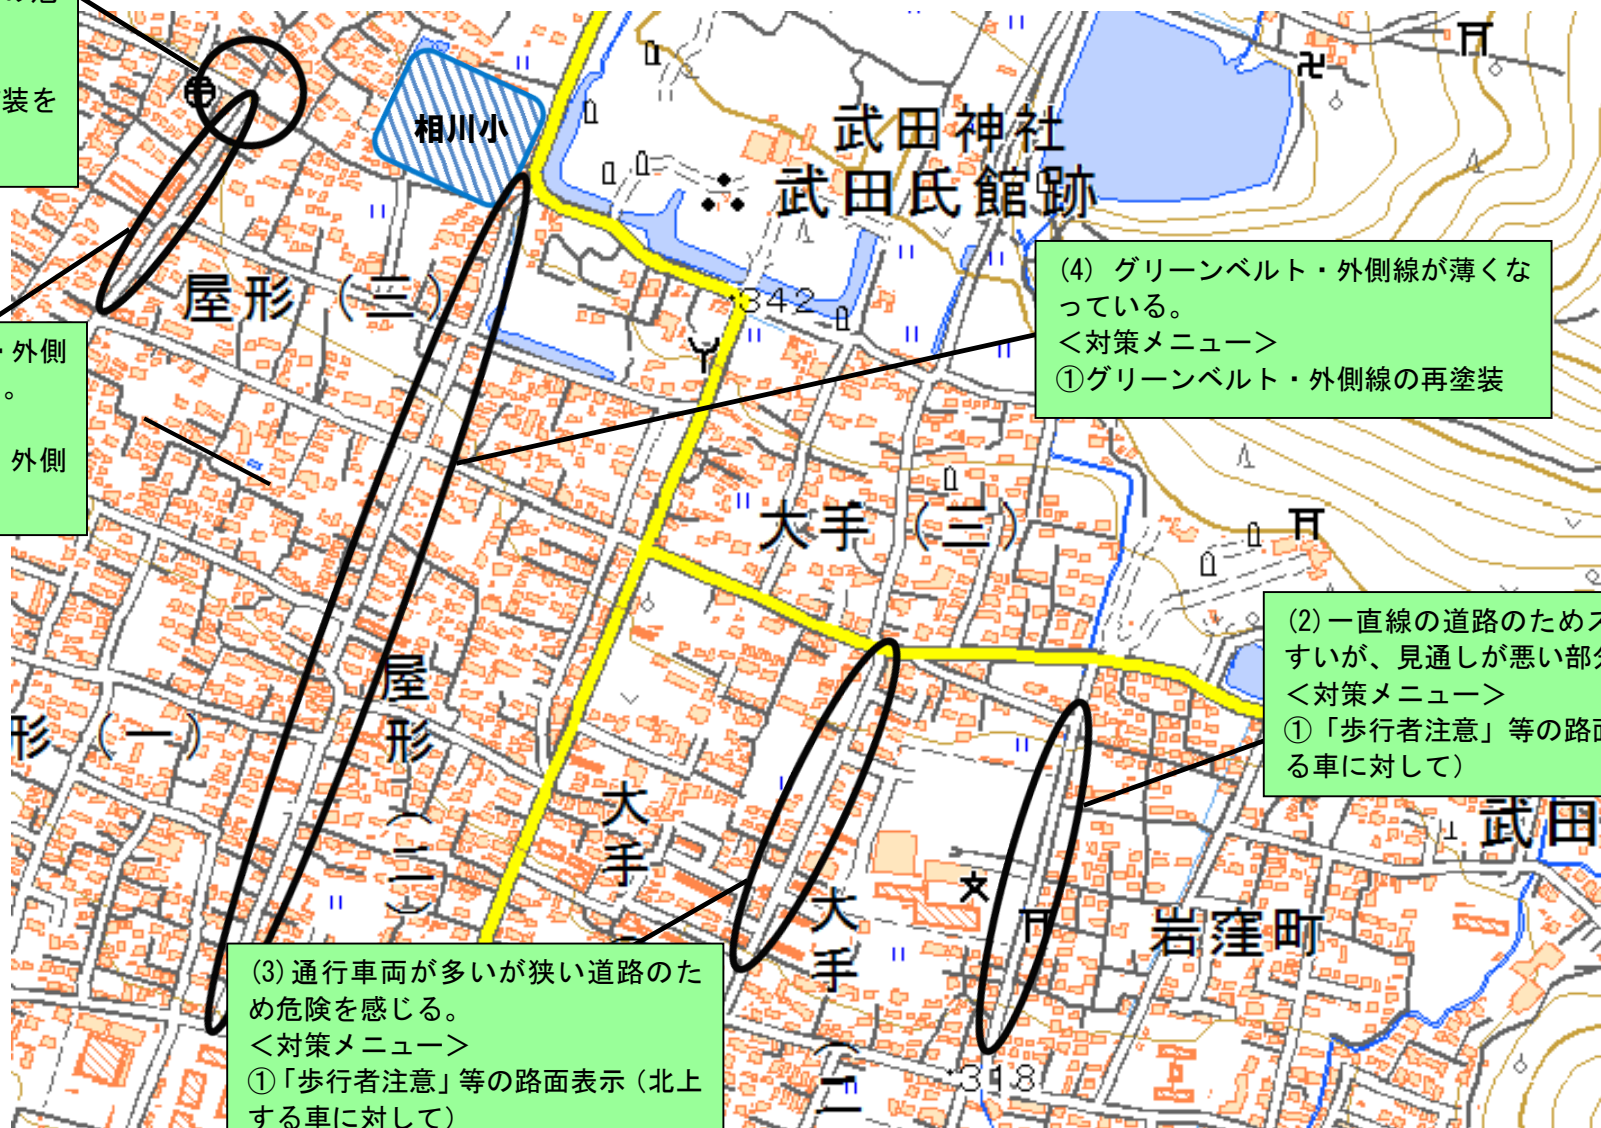 の危
装を
相川小
武田神社
武田氏館跡
屋形（三）
342
(4) グリーンベルト・外側線が薄くな
っている。
＜対策メニュー＞
①グリーンベルト・外側線の再塗装
・外側
。
外側
大手（三）
(2)一直線の道路のためス
すいが、見通しが悪い部分
＜対策メニュー＞
①「歩行者注意」等の路面
る車に対して）
形（一）
屋形（二）
大手
大手（二
武田
岩窪町
(3)通行車両が多いが狭い道路のた
め危険を感じる。
＜対策メニュー＞
①「歩行者注意」等の路面表示（北上
する車に対して）
318